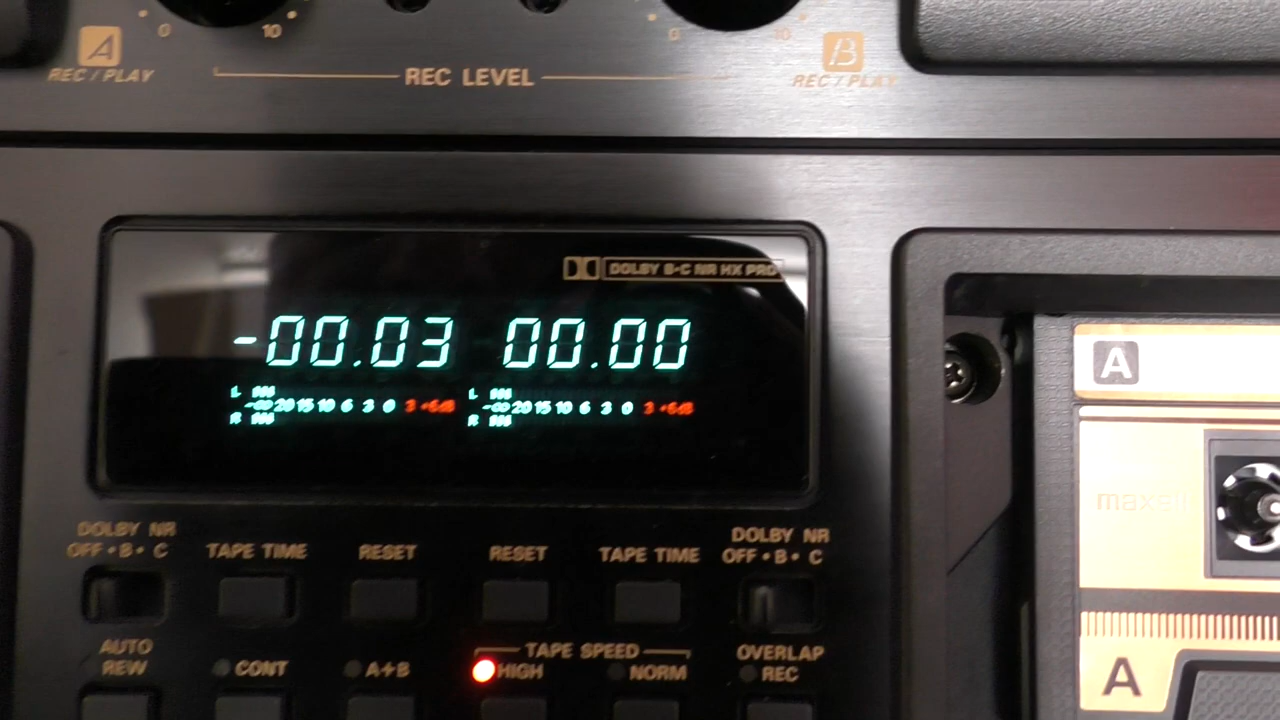 0 10 0 10
A B
REC / PLAY REC LEVEL REC / PLAY
DOLBY B·C NR HX PRO
-00.03 00.00
L L
-∞ 20 15 10 6 3 0 3 +6dB -∞ 20 15 10 6 3 0 3 +6dB
R R
A
maxell
DOLBY NR DOLBY NR
OFF • B • C TAPE TIME RESET RESET TAPE TIME OFF • B • C
AUTO TAPE SPEED OVERLAP
REW CONT A+B HIGH NORM REC
A